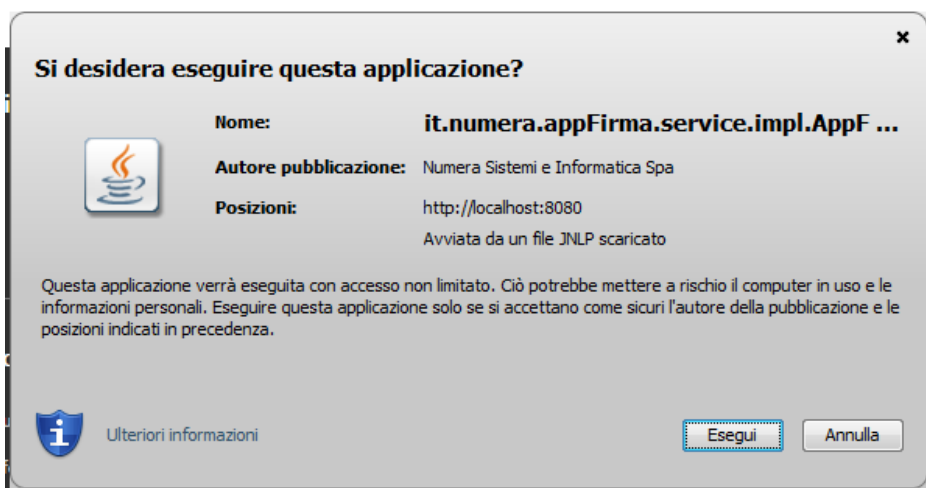 Si desidera eseguire questa applicazione?
Nome: it.numera.appFirma.service.impl.AppF ...
Autore pubblicazione: Numera Sistemi e Informatica Spa
Posizioni: http://localhost:8080
Avviata da un file JNLP scaricato
Questa applicazione verrà eseguita con accesso non limitato. Ciò potrebbe mettere a rischio il computer in uso e le
informazioni personali. Eseguire questa applicazione solo se si accettano come sicuri l'autore della pubblicazione e le
posizioni indicati in precedenza.
Ulteriori informazioni
Esegui Annulla